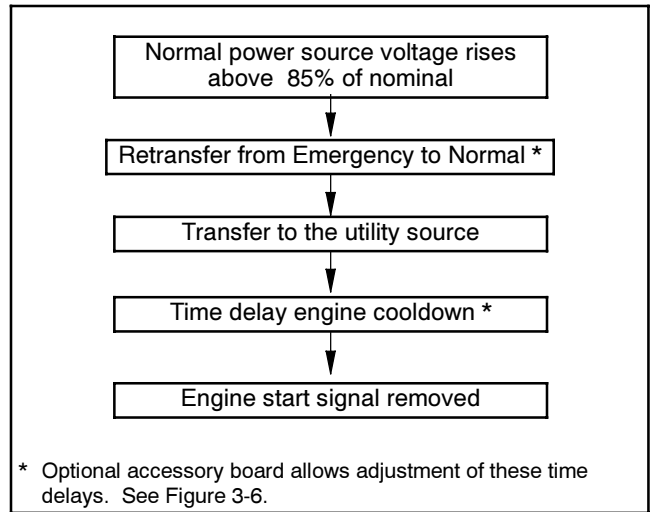 Normal power source voltage rises
above 85% of nominal
Retransfer from Emergency to Normal *
Transfer to the utility source
Time delay engine cooldown *
Engine start signal removed
* Optional accessory board allows adjustment of these time
delays. See Figure 3-6.